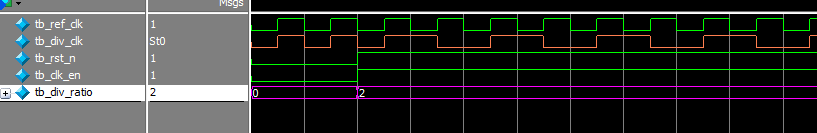 Msgs
tb_ref_clk 1
tb_div_clk St0
tb_rst_n 1
tb_clk_en 1
tb_div_ratio 2 0 2